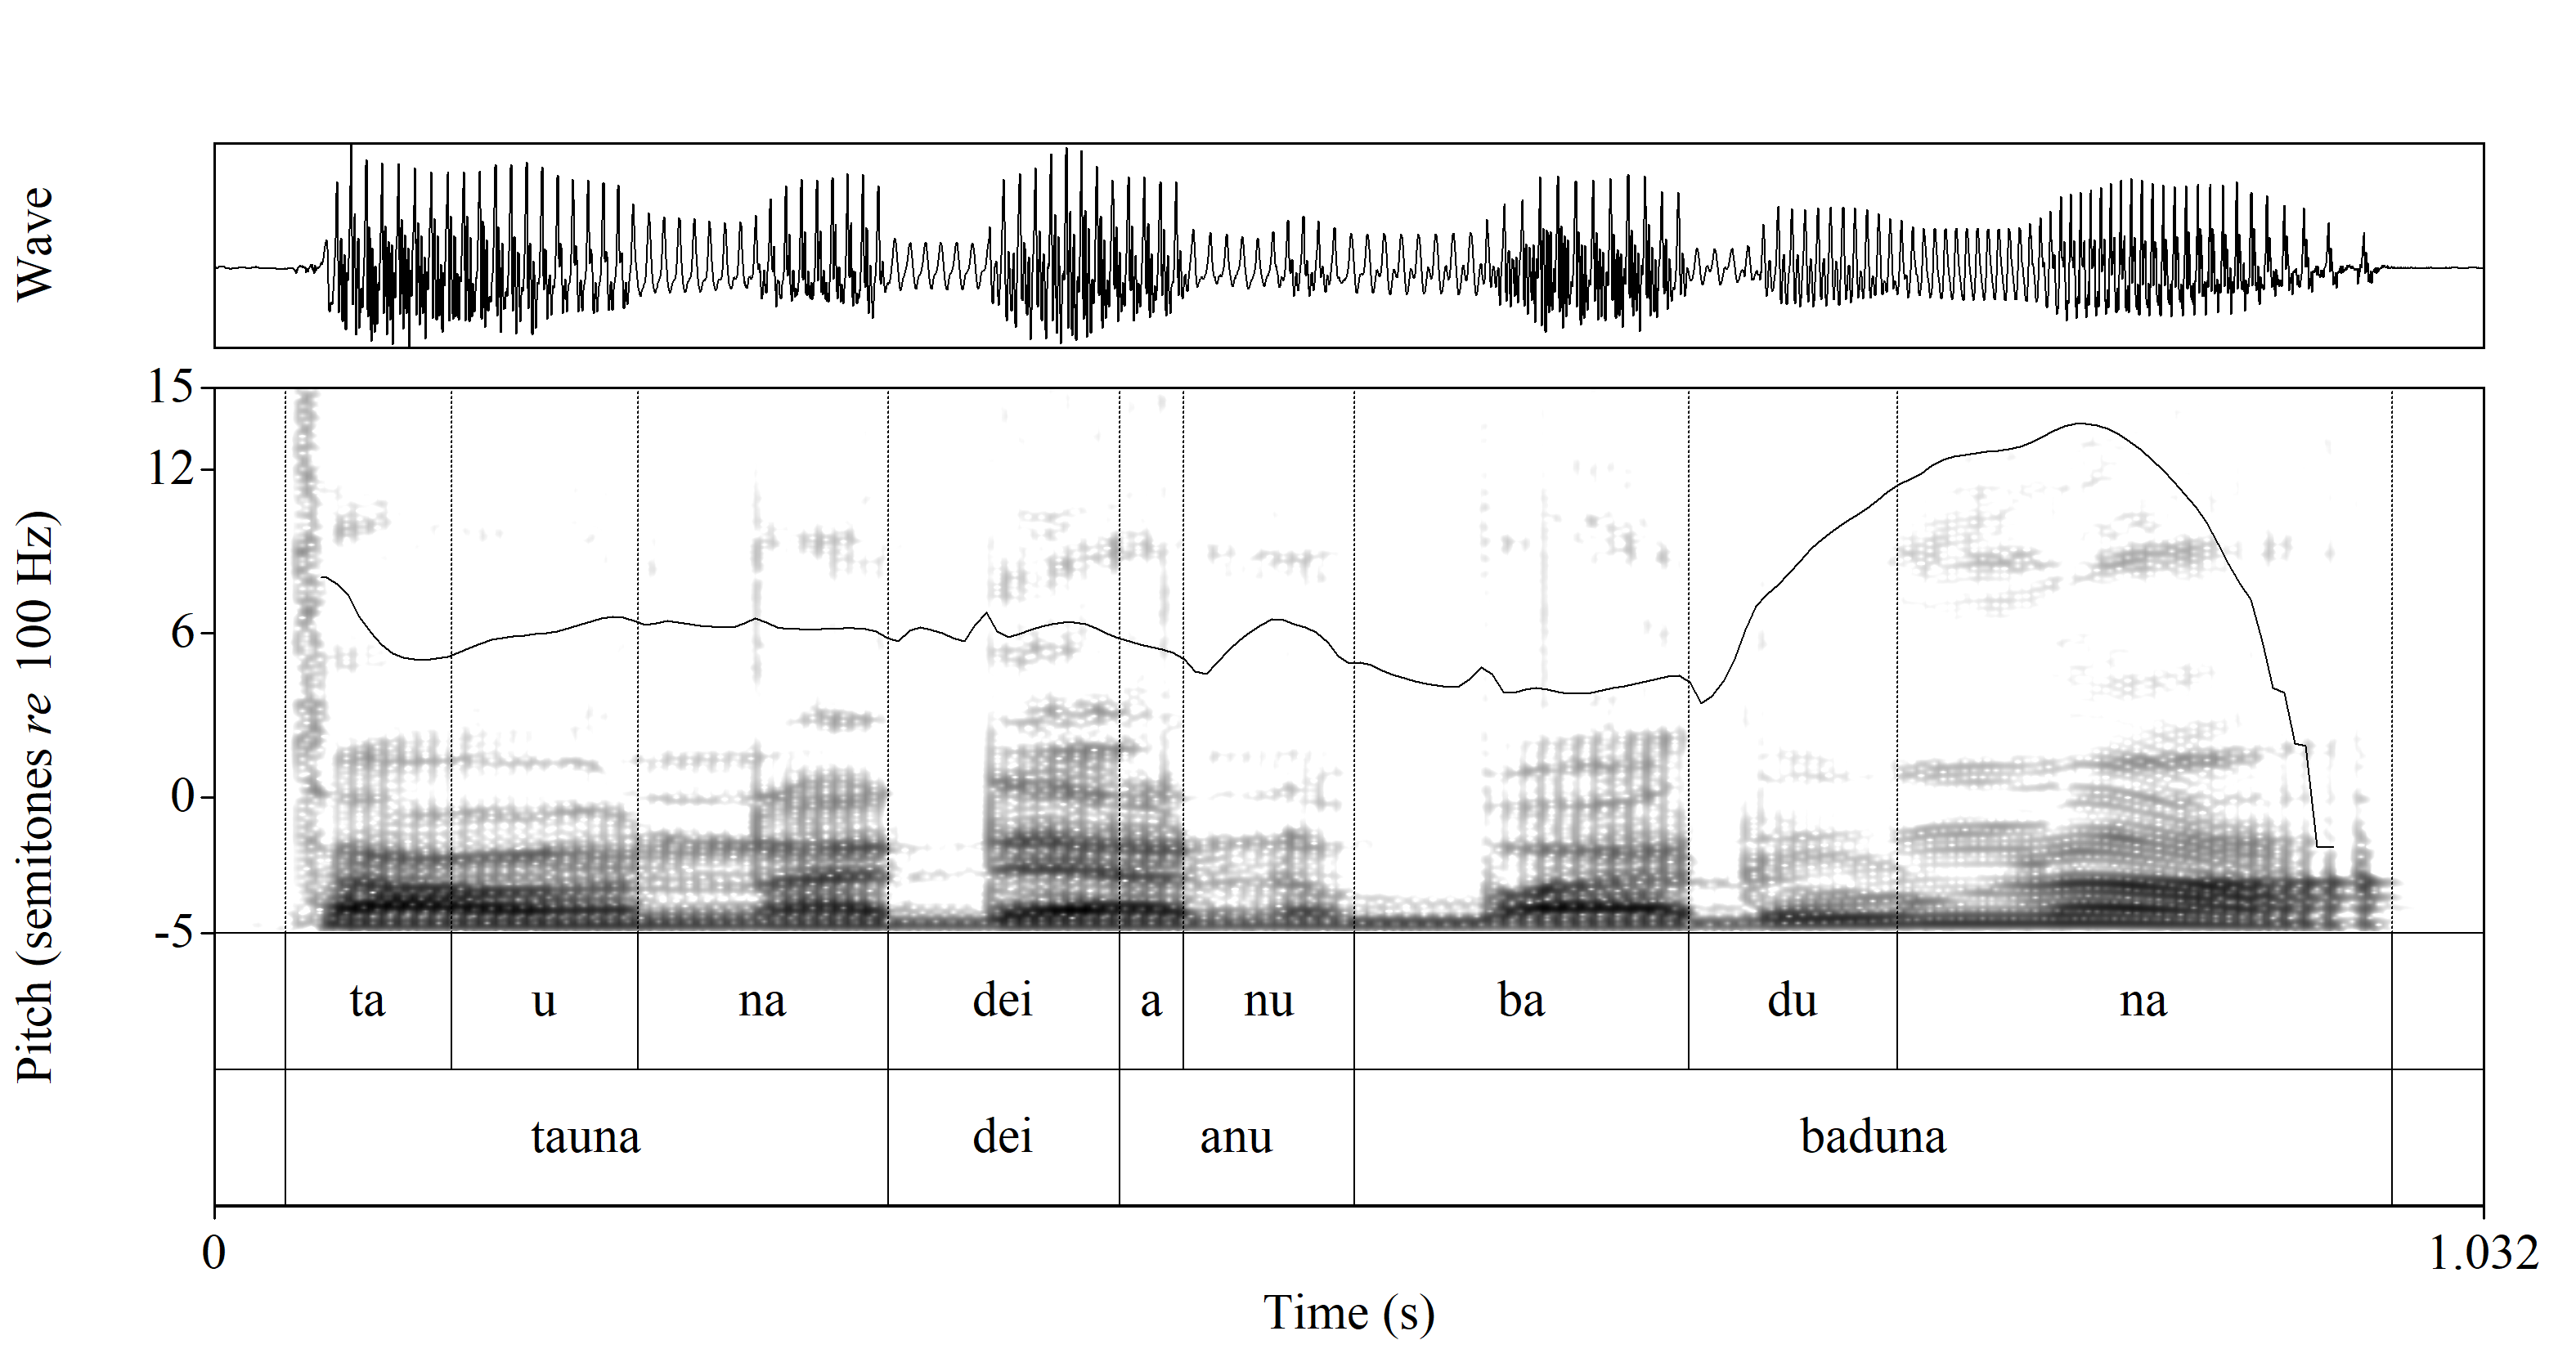 Wave
15
12
6
0
-5
Pitch (semitones re 100 Hz)
ta u na dei a nu ba du na
tauna dei anu baduna
0 1.032
Time (s)